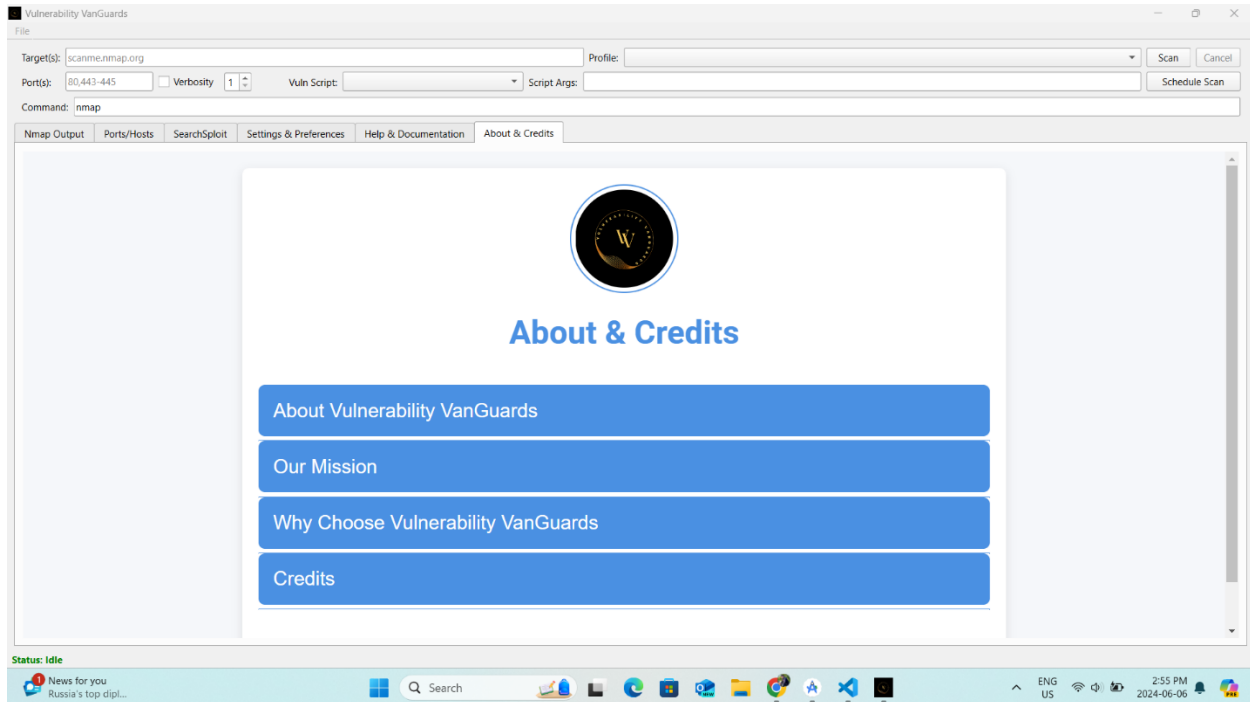 Vulnerability VanGuards
File
Target(s): scanme.nmap.org Profile: Scan Cancel
Port(s): 80,443-445 Verbosity 1 Vuln Script: Script Args: Schedule Scan
Command: nmap
Nmap Output Ports/Hosts SearchSploit Settings & Preferences Help & Documentation About & Credits
VULNERABILITY VANGUARDS
V
About & Credits
About Vulnerability VanGuards
Our Mission
Why Choose Vulnerability VanGuards
Credits
Status: Idle
1 News for you
Russia's top dipl...
Search
ENG
US
2:55 PM
2024-06-06